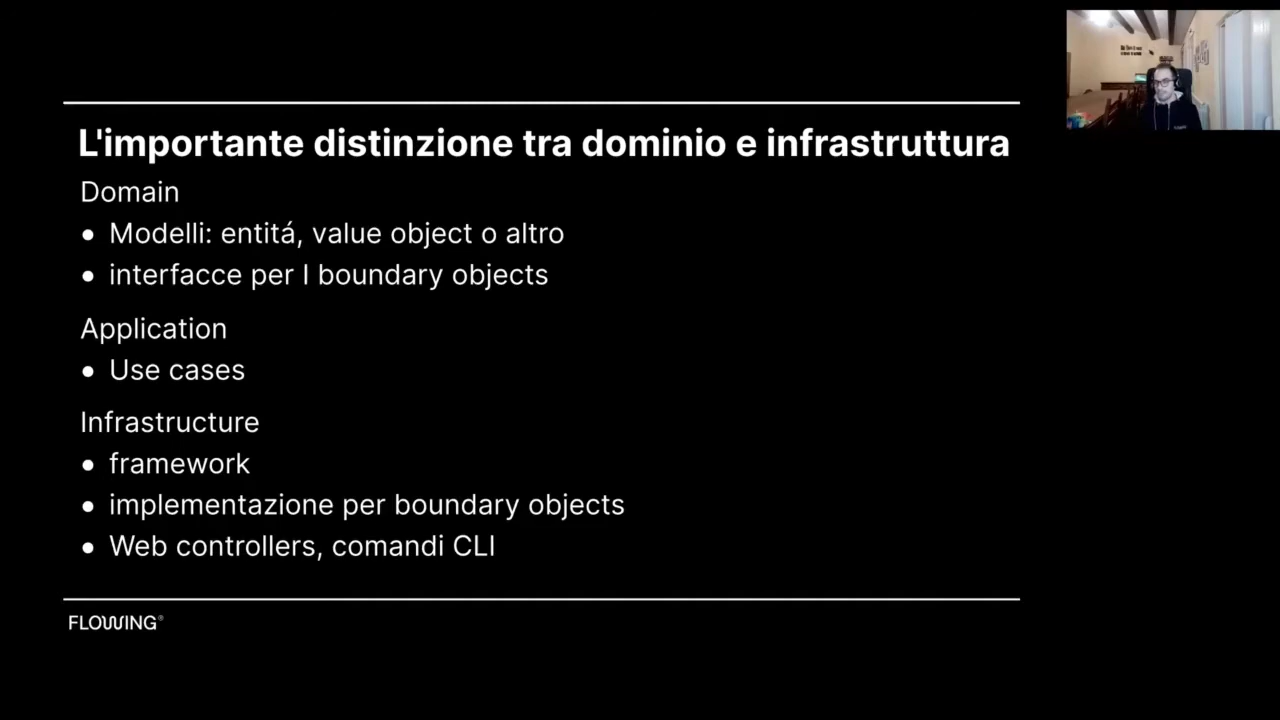 L'importante distinzione tra dominio e infrastruttura
Domain
• Modelli: entitá, value object o altro
• interfacce per I boundary objects
Application
• Use cases
Infrastructure
• framework
• implementazione per boundary objects
• Web controllers, comandi CLI
FLOWING®